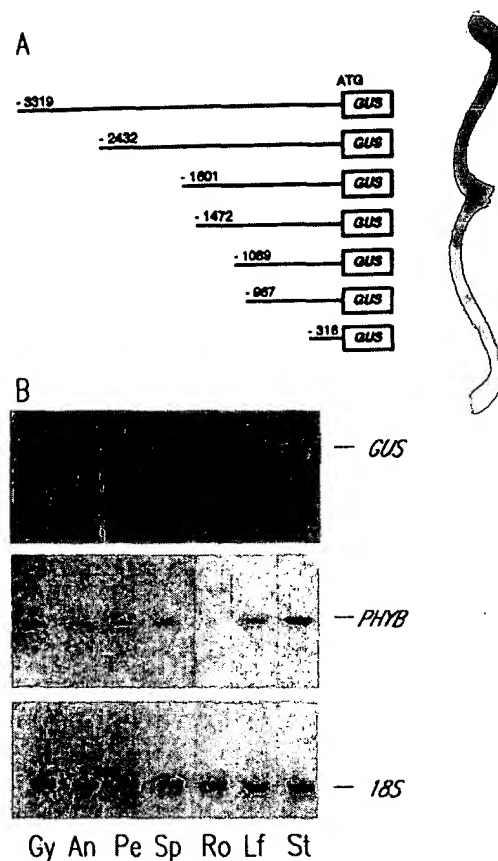 A
ATG
- 3319 GUS
- 2432 GUS
- 1601 GUS
- 1472 GUS
- 1089 GUS
- 967 GUS
- 316 GUS
B
— GUS
— PHYB
— 18S
Gy An Pe Sp Ro Lf St